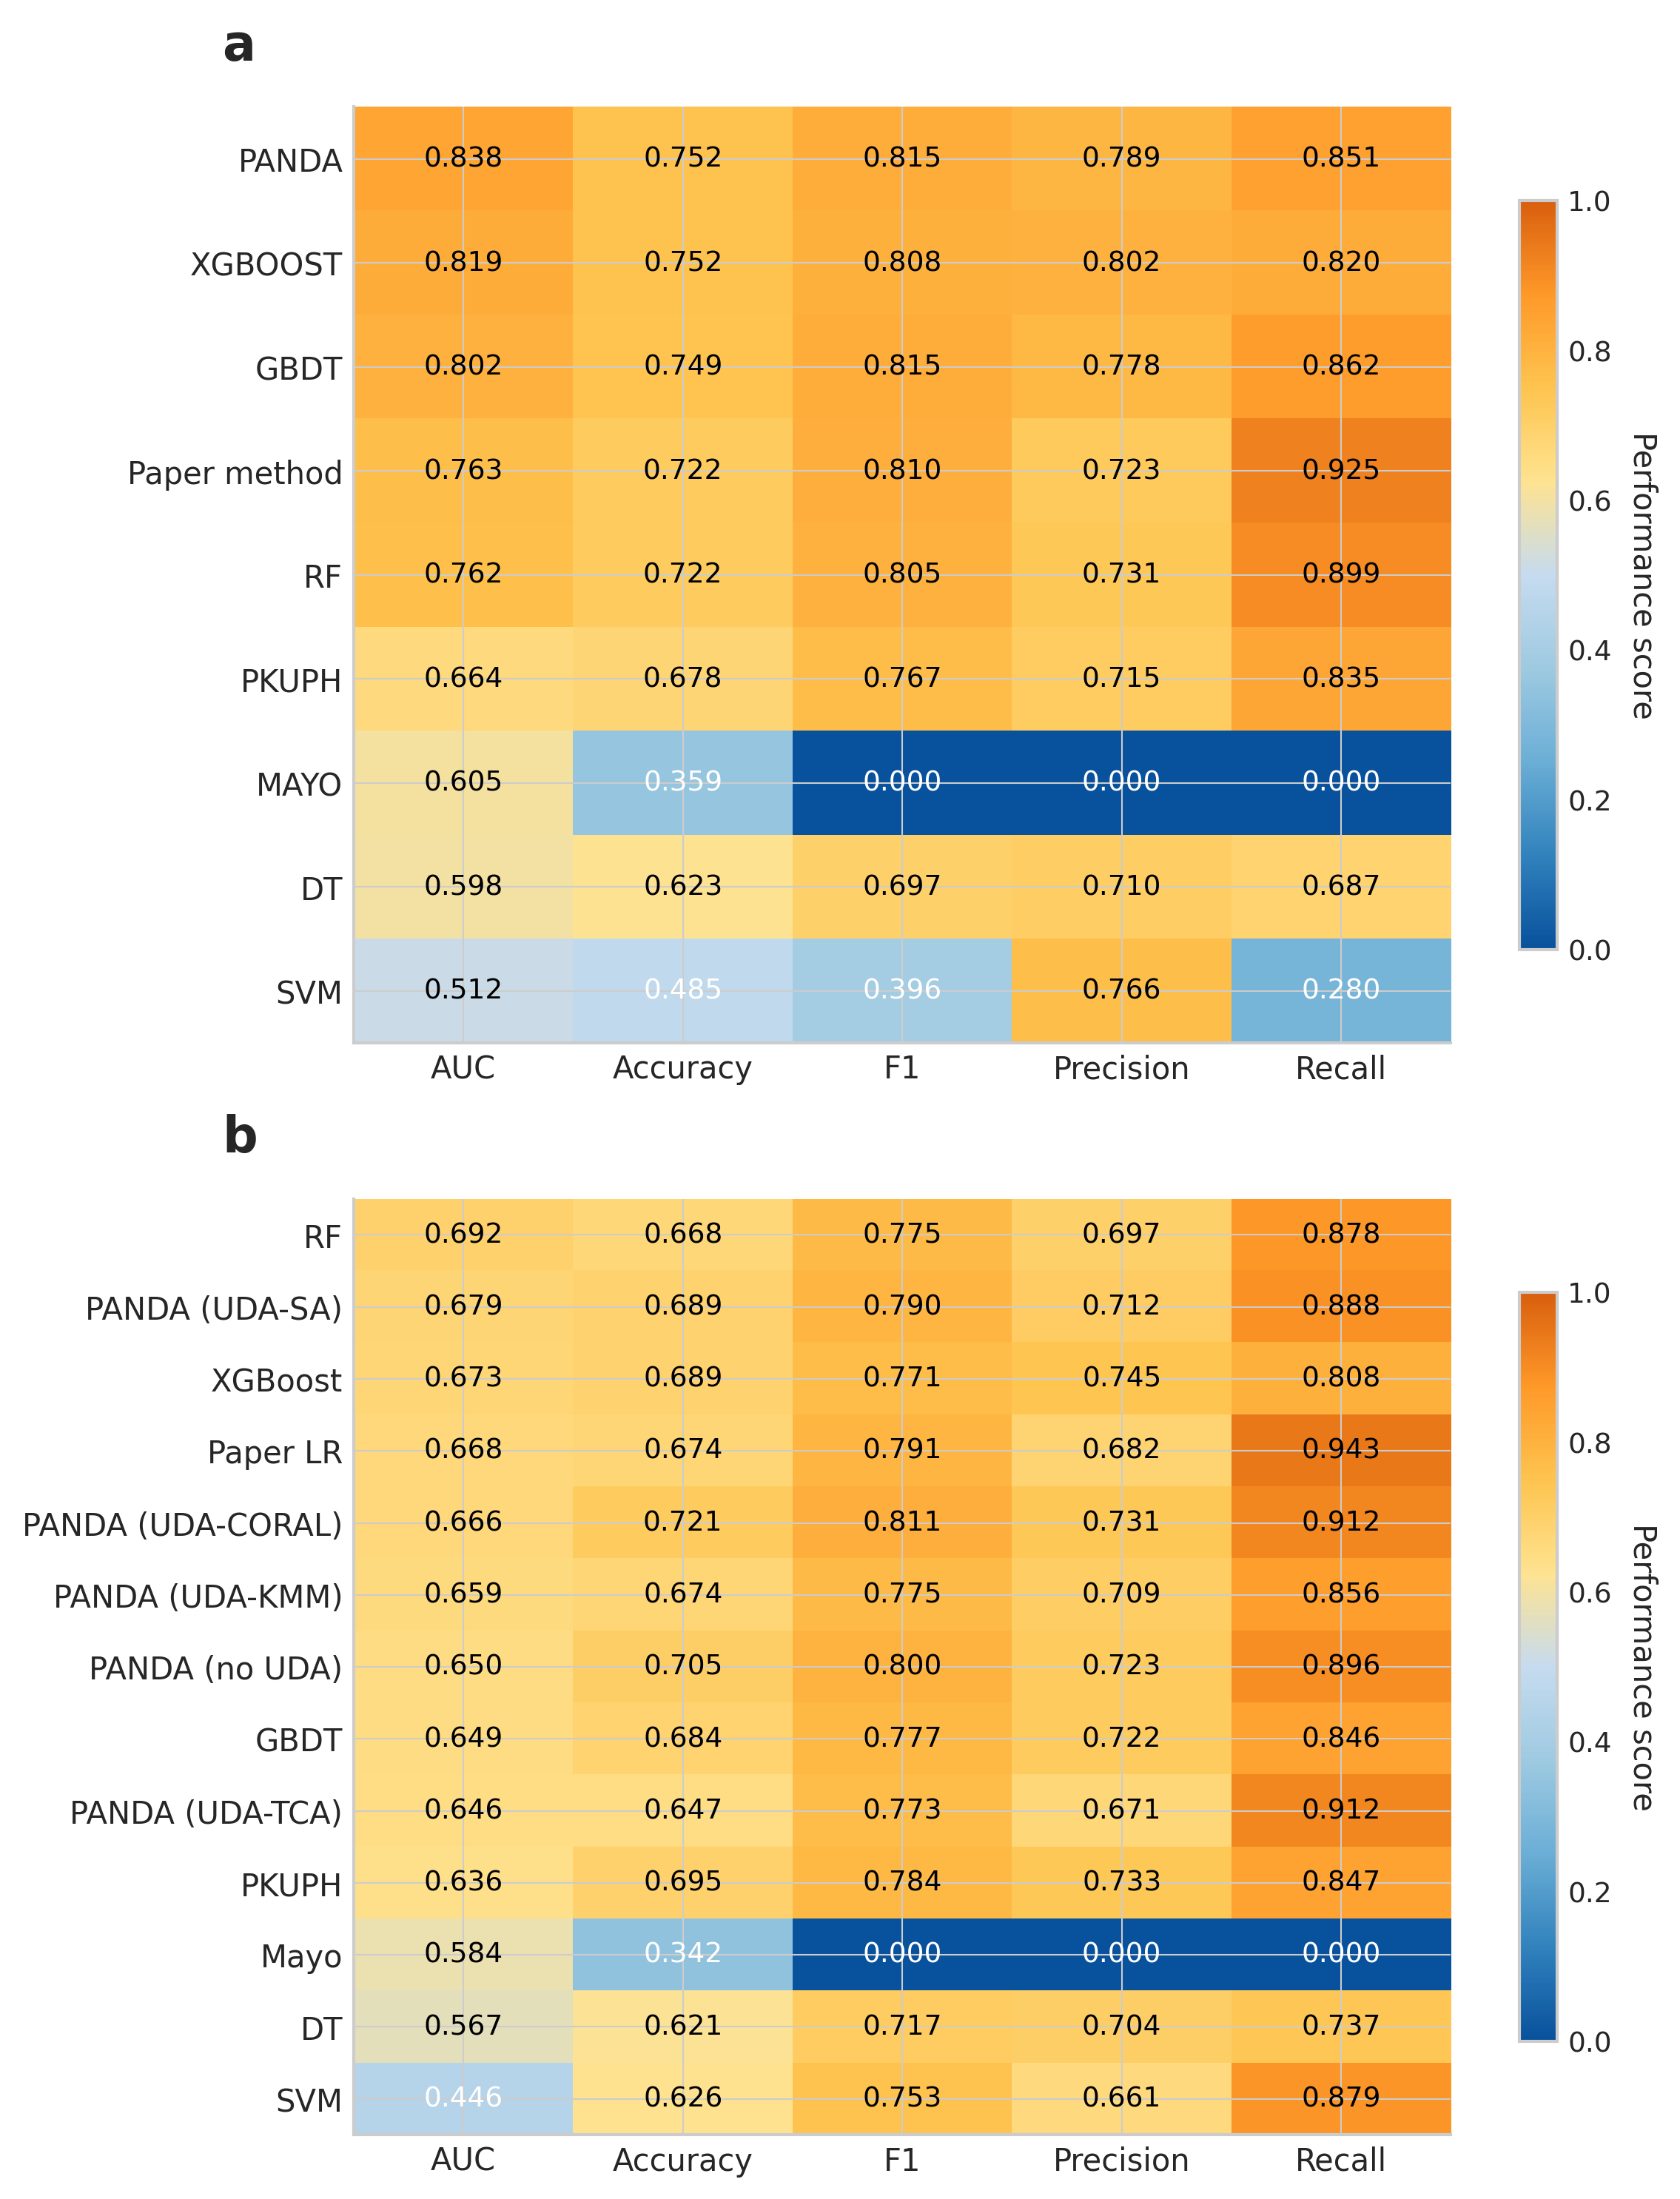 a
PANDA 0.838 0.752 0.815 0.789 0.851
XGBOOST 0.819 0.752 0.808 0.802 0.820
GBDT 0.802 0.749 0.815 0.778 0.862
Paper method 0.763 0.722 0.810 0.723 0.925
RF 0.762 0.722 0.805 0.731 0.899
PKUPH 0.664 0.678 0.767 0.715 0.835
MAYO 0.605 0.359 0.000 0.000 0.000
DT 0.598 0.623 0.697 0.710 0.687
SVM 0.512 0.485 0.396 0.766 0.280
AUC Accuracy F1 Precision Recall
1.0
0.8
0.6
0.4
0.2
0.0
Performance score
b
RF 0.692 0.668 0.775 0.697 0.878
PANDA (UDA-SA) 0.679 0.689 0.790 0.712 0.888
XGBoost 0.673 0.689 0.771 0.745 0.808
Paper LR 0.668 0.674 0.791 0.682 0.943
PANDA (UDA-CORAL) 0.666 0.721 0.811 0.731 0.912
PANDA (UDA-KMM) 0.659 0.674 0.775 0.709 0.856
PANDA (no UDA) 0.650 0.705 0.800 0.723 0.896
GBDT 0.649 0.684 0.777 0.722 0.846
PANDA (UDA-TCA) 0.646 0.647 0.773 0.671 0.912
PKUPH 0.636 0.695 0.784 0.733 0.847
Mayo 0.584 0.342 0.000 0.000 0.000
DT 0.567 0.621 0.717 0.704 0.737
SVM 0.446 0.626 0.753 0.661 0.879
AUC Accuracy F1 Precision Recall
1.0
0.8
0.6
0.4
0.2
0.0
Performance score